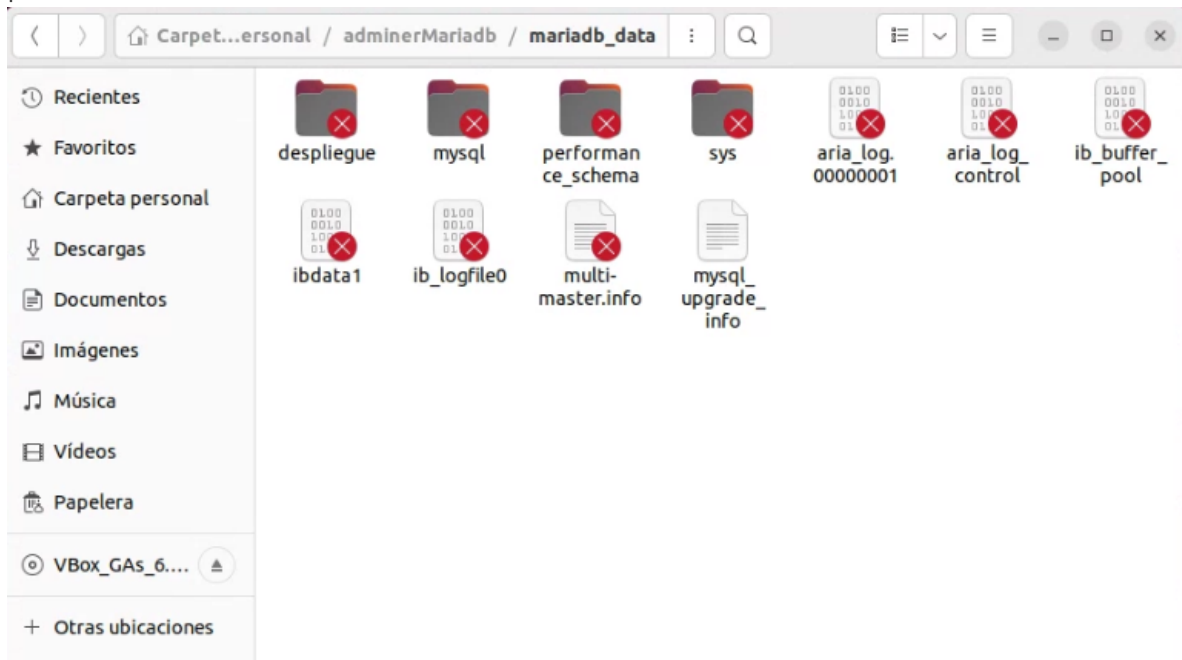 Carpet...ersonal / adminerMariadb / mariadb_data
Recientes
Favoritos
Carpeta personal
Descargas
Documentos
Imágenes
Música
Vídeos
Papelera
VBox_GAs_6....
+ Otras ubicaciones
despliegue
mysql
performan
ce_schema
sys
aria_log.
00000001
aria_log_
control
ib_buffer_
pool
ibdata1
ib_logfile0
multi-
master.info
mysql_
upgrade_
info